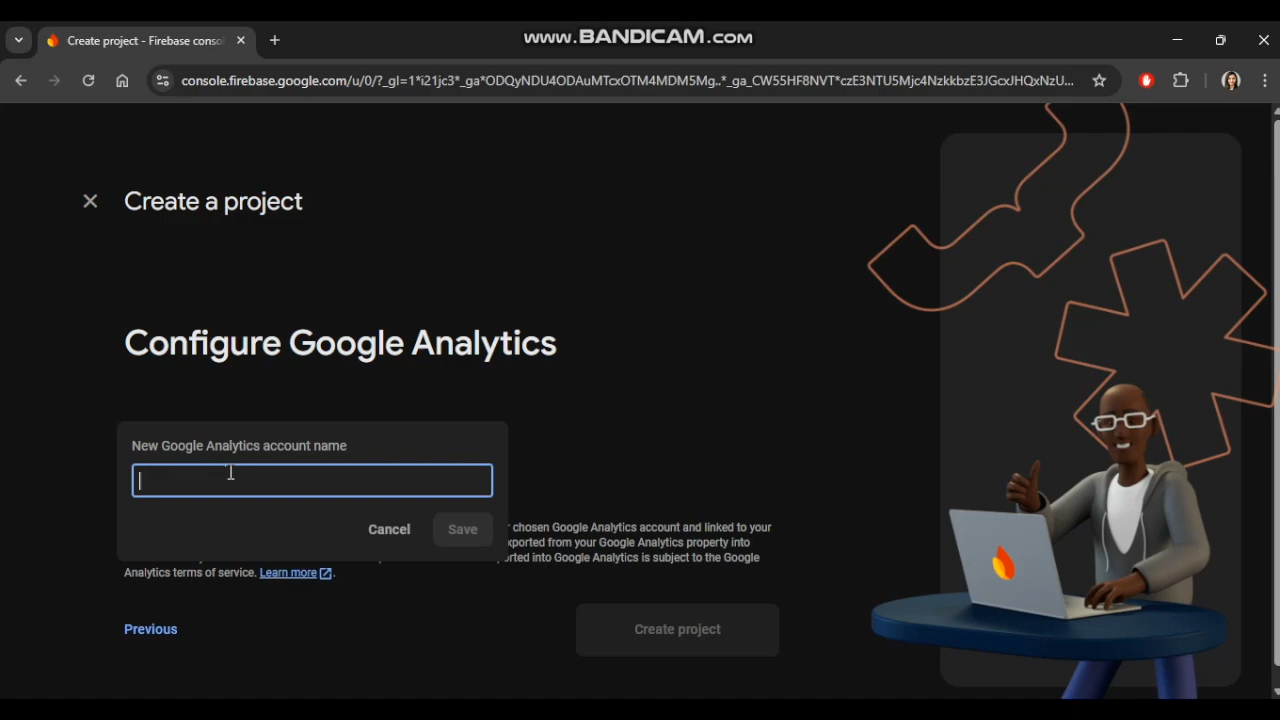 www.BANDICAM.com
Create project - Firebase consol
console.firebase.google.com/u/0/?_gl=1*i21jc3*_ga*ODQyNDU4ODAuMTcxOTM4MDM5Mg..*_ga_CW55HF8NVT*czE3NTU5Mjc4NzkkbzE3JGcxJHQxNzU...
Create a project
Configure Google Analytics
New Google Analytics account name
Cancel
Save
chosen Google Analytics account and linked to your
xported from your Google Analytics property into
orted into Google Analytics is subject to the Google
Analytics terms of service. Learn more.
Previous
Create project